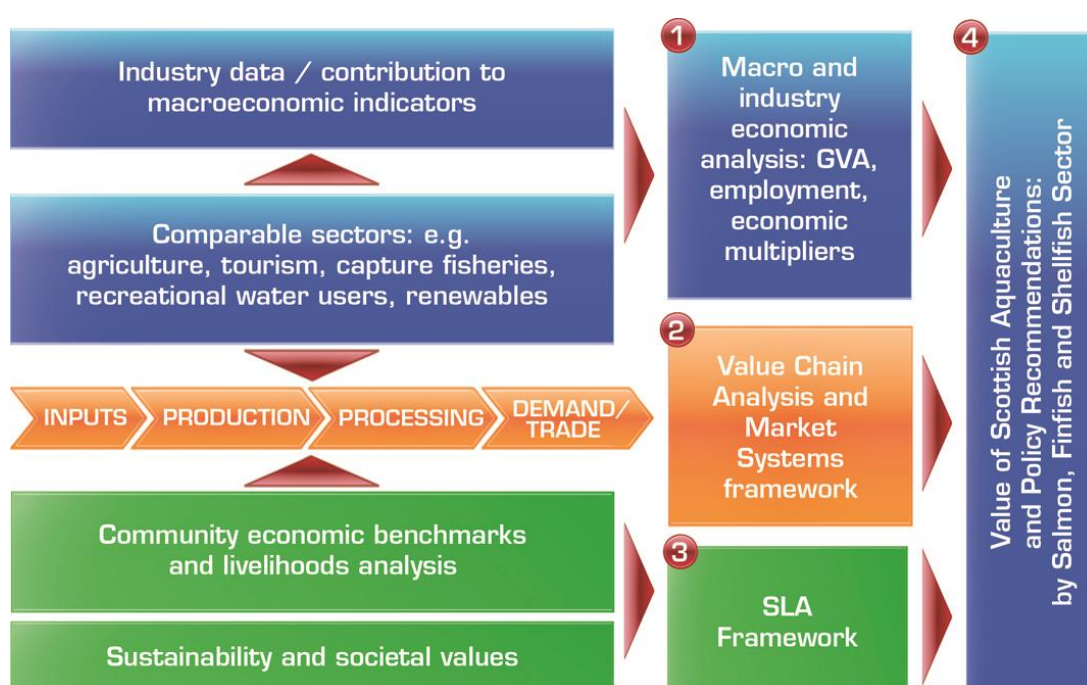 Industry data / contribution to
macroeconomic indicators
Comparable sectors: e.g.
agriculture, tourism, capture fisheries,
recreational water users, renewables
INPUTS
PRODUCTION
PROCESSING
DEMAND/
TRADE
Community economic benchmarks
and livelihoods analysis
Sustainability and societal values
1
Macro and
industry
economic
analysis: GVA,
employment,
economic
multipliers
2
Value Chain
Analysis and
Market
Systems
framework
3
SLA
Framework
4
Value of Scottish Aquaculture
and Policy Recommendations:
by Salmon, Finfish and Shellfish Sector